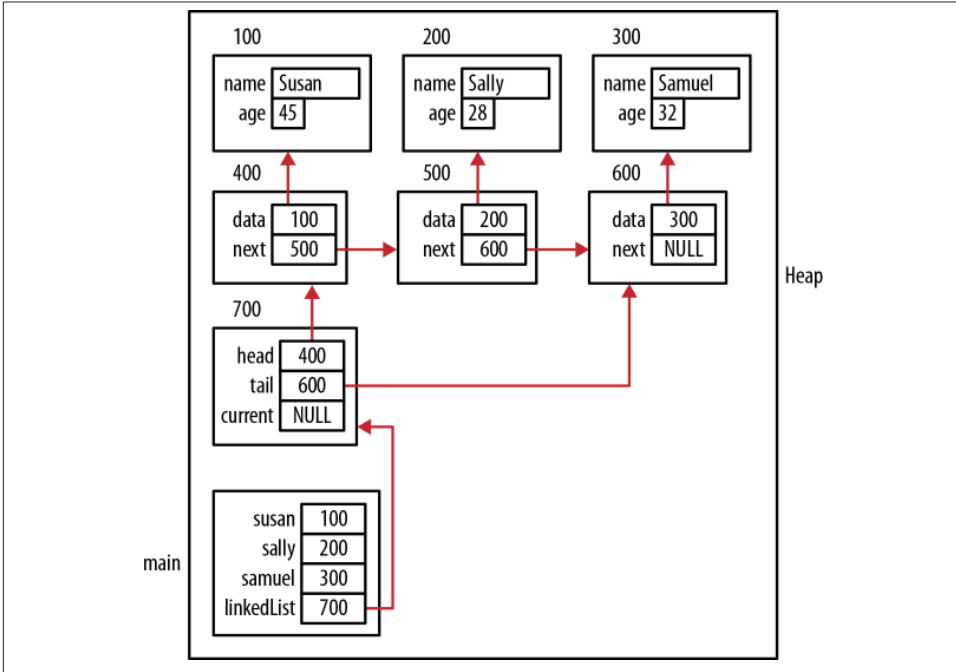 100 200 300
name Susan name Sally name Samuel
age 45 age 28 age 32
400 500 600
data 100 data 200 data 300
next 500 next 600 next NULL
Heap
700
head 400
tail 600
current NULL
susan 100
sally 200
main
samuel 300
linkedList 700